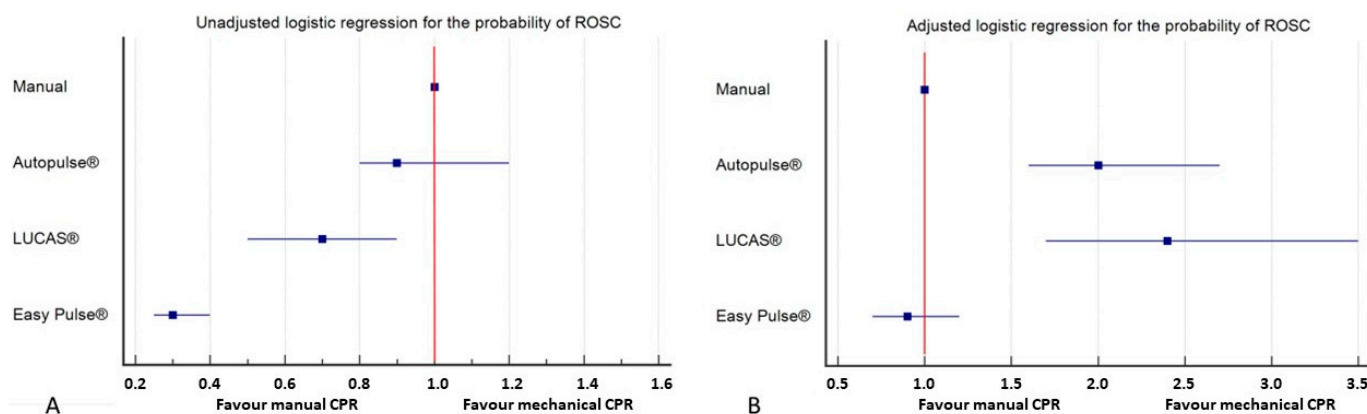 Unadjusted logistic regression for the probability of ROSC
Manual
Autopulse®
LUCAS®
Easy Pulse®
0.2 0.4 0.6 0.8 1.0 1.2 1.4 1.6
A Favour manual CPR Favour mechanical CPR
Adjusted logistic regression for the probability of ROSC
Manual
Autopulse®
LUCAS®
Easy Pulse®
0.5 1.0 1.5 2.0 2.5 3.0 3.5
B Favour manual CPR Favour mechanical CPR